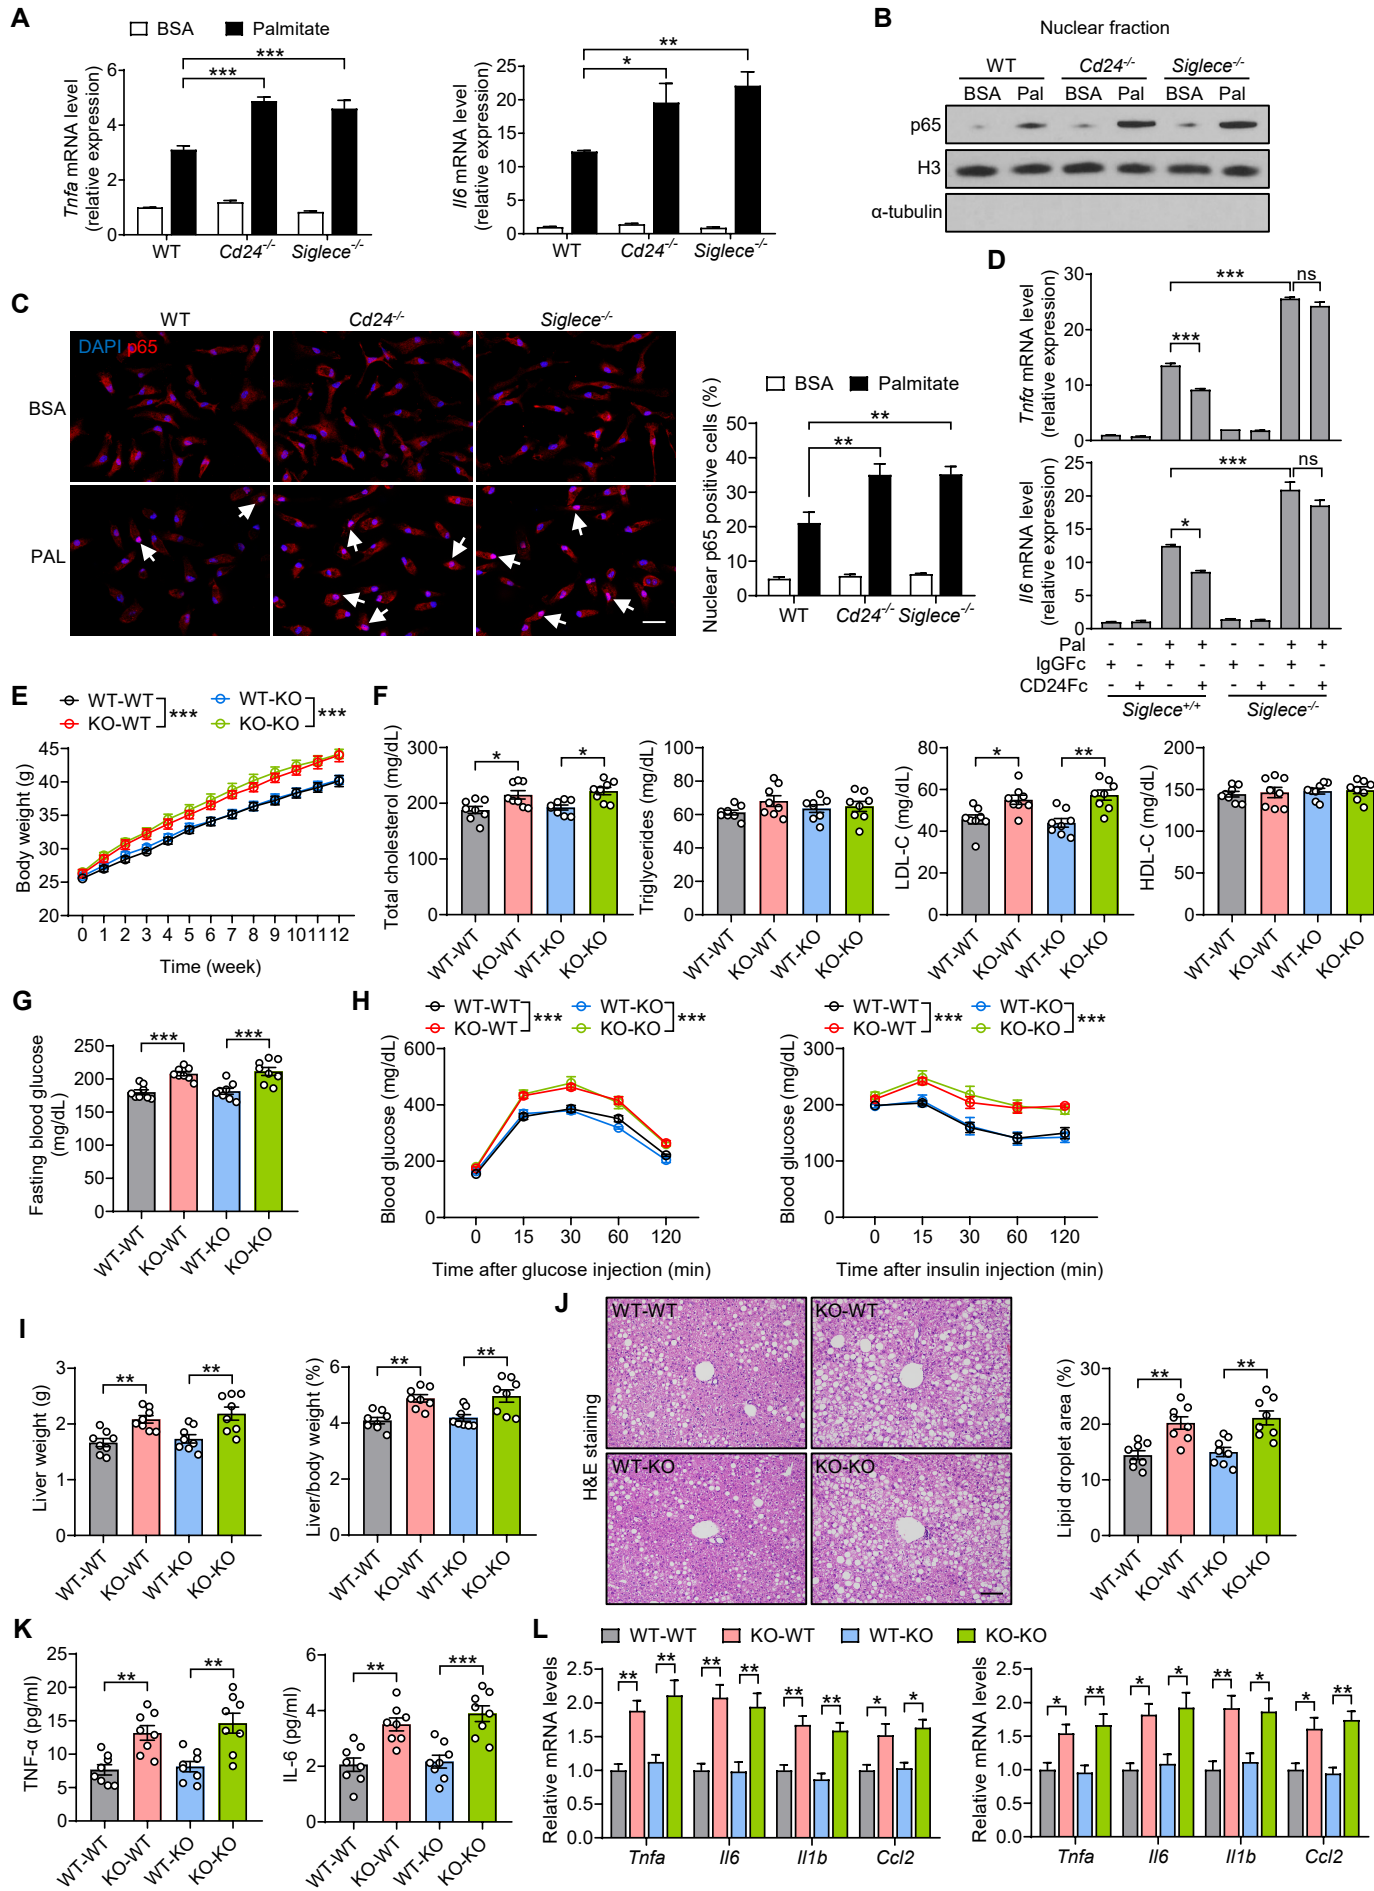 A
BSA
Palmitate
Tnfa mRNA level
(relative expression)
6
4
2
0
***
***
WT
Cd24-/-
Siglece-/-
Il6 mRNA level
(relative expression)
25
20
15
10
5
0
**
*
WT
Cd24-/-
Siglece-/-
B
Nuclear fraction
WT
Cd24-/-
Siglece-/-
BSA Pal BSA Pal BSA Pal
p65
H3
α-tubulin
C
WT
Cd24-/-
Siglece-/-
DAPI p65
BSA
PAL
BSA
Palmitate
Nuclear p65 positive cells (%)
50
40
30
20
10
0
**
**
WT
Cd24-/-
Siglece-/-
D
Tnfα mRNA level
(relative expression)
30
20
10
0
***
ns
***
Il6 mRNA level
(relative expression)
25
20
15
10
5
0
***
ns
*
Pal - - + + - - + +
IgGFc + - + - + - + -
CD24Fc - + - + - + - +
Siglece+/+
Siglece-/-
E
WT-WT
KO-WT
***
WT-KO
KO-KO
***
Body weight (g)
45
40
35
30
25
20
0 1 2 3 4 5 6 7 8 9 10 11 12
Time (week)
F
Total cholesterol (mg/dL)
300
200
100
0
*
*
WT-WT
KO-WT
WT-KO
KO-KO
Triglycerides (mg/dL)
100
80
60
40
20
0
WT-WT
KO-WT
WT-KO
KO-KO
LDL-C (mg/dL)
80
60
40
20
0
*
**
WT-WT
KO-WT
WT-KO
KO-KO
HDL-C (mg/dL)
200
150
100
50
0
WT-WT
KO-WT
WT-KO
KO-KO
G
Fasting blood glucose
(mg/dL)
250
200
150
100
50
0
***
***
WT-WT
KO-WT
WT-KO
KO-KO
H
WT-WT
KO-WT
***
WT-KO
KO-KO
***
Blood glucose (mg/dL)
600
400
200
0
0 15 30 60 120
Time after glucose injection (min)
WT-WT
KO-WT
***
WT-KO
KO-KO
***
Blood glucose (mg/dL)
300
200
100
0
0 15 30 60 120
Time after insulin injection (min)
I
Liver weight (g)
3
2
1
0
**
**
WT-WT
KO-WT
WT-KO
KO-KO
Liver/body weight (%)
6
4
2
0
**
**
WT-WT
KO-WT
WT-KO
KO-KO
J
H&E staining
WT-WT
KO-WT
WT-KO
KO-KO
Lipid droplet area (%)
30
20
10
0
**
**
WT-WT
KO-WT
WT-KO
KO-KO
K
TNF-α (pg/ml)
25
20
15
10
5
0
**
**
WT-WT
KO-WT
WT-KO
KO-KO
IL-6 (pg/ml)
6
4
2
0
**
***
WT-WT
KO-WT
WT-KO
KO-KO
L
WT-WT
KO-WT
WT-KO
KO-KO
Relative mRNA levels
2.5
2.0
1.5
1.0
0.5
0.0
** ** ** ** ** ** * *
Tnfa Il6 Il1b Ccl2
Relative mRNA levels
2.5
2.0
1.5
1.0
0.5
0.0
* ** * * ** * * **
Tnfa Il6 Il1b Ccl2